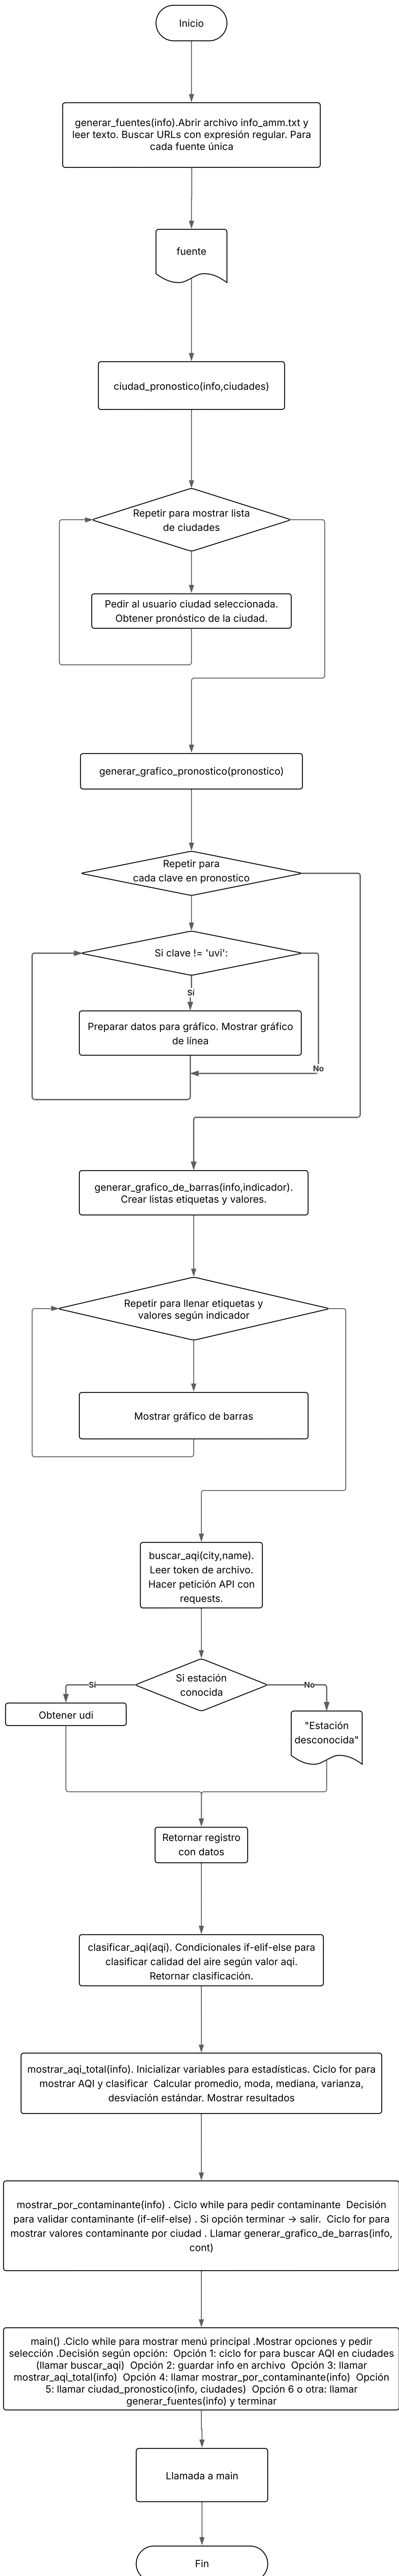 Inicio
generar_fuentes(info).Abrir archivo info_amm.txt y
leer texto. Buscar URLs con expresión regular. Para
cada fuente única
fuente
ciudad_pronostico(info,ciudades)
Repetir para mostrar lista
de ciudades
Pedir al usuario ciudad seleccionada.
Obtener pronóstico de la ciudad.
generar_grafico_pronostico(pronostico)
Repetir para
cada clave en pronostico
Si clave != 'uvi':
Sí
Preparar datos para gráfico. Mostrar gráfico
de línea
No
generar_grafico_de_barras(info,indicador).
Crear listas etiquetas y valores.
Repetir para llenar etiquetas y
valores según indicador
Mostrar gráfico de barras
buscar_aqi(city,name).
Leer token de archivo.
Hacer petición API con
requests.
Si estación
conocida
Sí
No
Obtener udi
"Estación
desconocida"
Retornar registro
con datos
clasificar_aqi(aqi). Condicionales if-elif-else para
clasificar calidad del aire según valor aqi.
Retornar clasificación.
mostrar_aqi_total(info). Inicializar variables para estadísticas. Ciclo for para
mostrar AQI y clasificar  Calcular promedio, moda, mediana, varianza,
desviación estándar. Mostrar resultados
mostrar_por_contaminante(info) . Ciclo while para pedir contaminante  Decisión
para validar contaminante (if-elif-else) . Si opción terminar → salir.  Ciclo for para
mostrar valores contaminante por ciudad . Llamar generar_grafico_de_barras(info,
cont)
main() .Ciclo while para mostrar menú principal .Mostrar opciones y pedir
selección .Decisión según opción:  Opción 1: ciclo for para buscar AQI en ciudades
(llamar buscar_aqi)  Opción 2: guardar info en archivo  Opción 3: llamar
mostrar_aqi_total(info)  Opción 4: llamar mostrar_por_contaminante(info)  Opción
5: llamar ciudad_pronostico(info, ciudades)  Opción 6 o otra: llamar
generar_fuentes(info) y terminar
Llamada a main
Fin